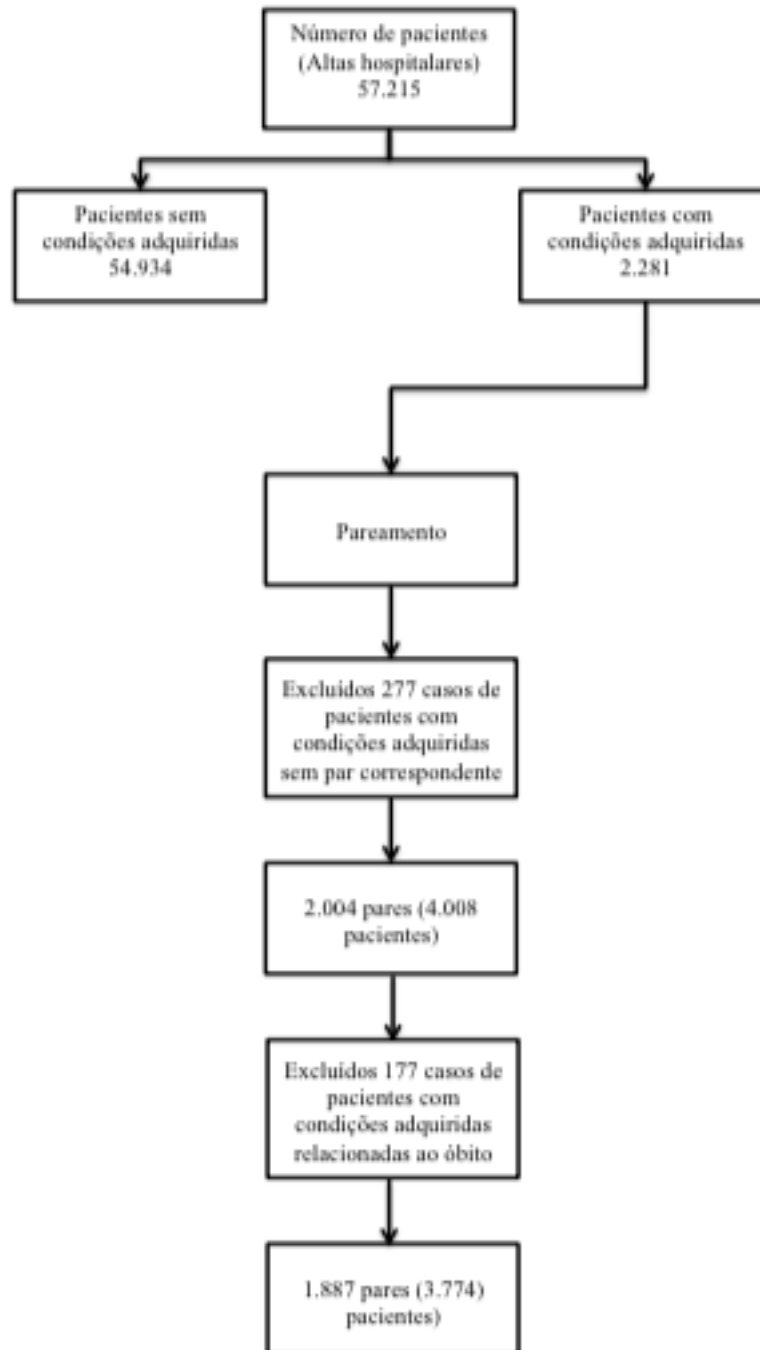 Número de pacientes
(Altas hospitalares)
57.215
Pacientes sem
condições adquiridas
54.934
Pacientes com
condições adquiridas
2.281
Pareamento
Excluídos 277 casos de
pacientes com
condições adquiridas
sem par correspondente
2.004 pares (4.008
pacientes)
Excluídos 177 casos de
pacientes com
condições adquiridas
relacionadas ao óbito
1.887 pares (3.774)
pacientes)